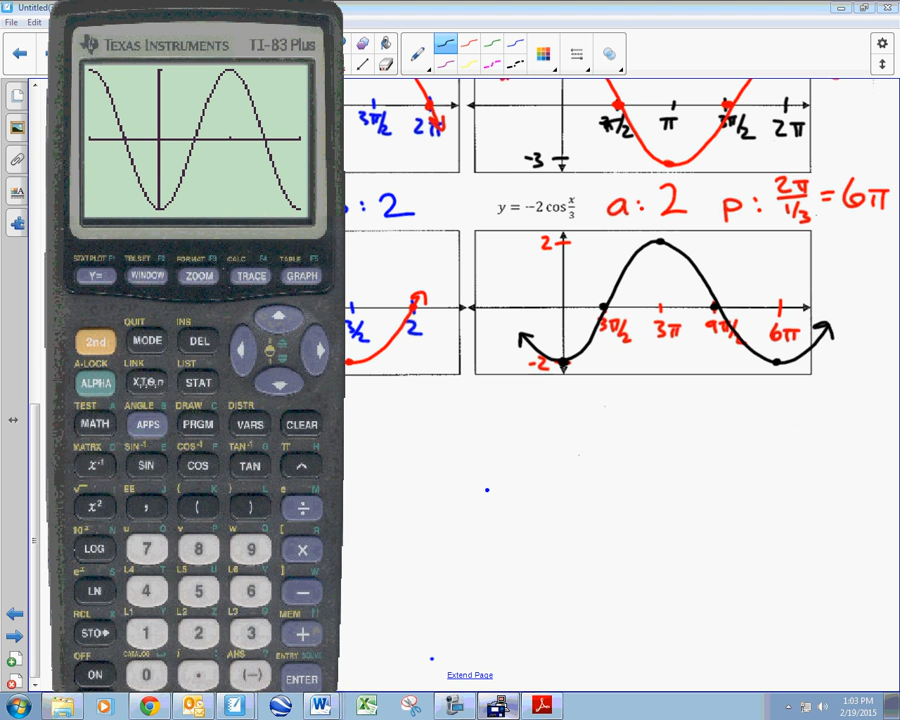 Untitled
File Edit
TEXAS INSTRUMENTS TI-83 Plus
STAT PLOT F1 TBLSET F2 FORMAT F3 CALC F4 TABLE F5
Y= WINDOW ZOOM TRACE GRAPH
QUIT INS
2nd MODE DEL
A-LOCK LINK LIST
ALPHA X,T,Θ,n STAT
TEST A ANGLE B DRAW C DISTR
MATH APPS PRGM VARS CLEAR
MATRX D SIN⁻¹ E COS⁻¹ F TAN⁻¹ G π H
x⁻¹ SIN COS TAN ^
√ I EE J { K } L e M
x² , ( ) ÷
10ˣ N u O v P w Q [ R
LOG 7 8 9 ×
eˣ S L4 T L5 U L6 V ] W
LN 4 5 6 −
RCL X L1 Y L2 Z L3 Θ MEM "
STO▸ 1 2 3 +
OFF CATALOG i : ANS ? ENTRY SOLVE
ON 0 . (−) ENTER
3π/2 2π
π/2 π 3π/2 2π
-3
: 2
y = −2 cos x/3
a: 2 p: 2π/1/3 = 6π
2
3π/2 3π 9π/2 6π
-2
3/2 2
Extend Page
1:03 PM
2/19/2015